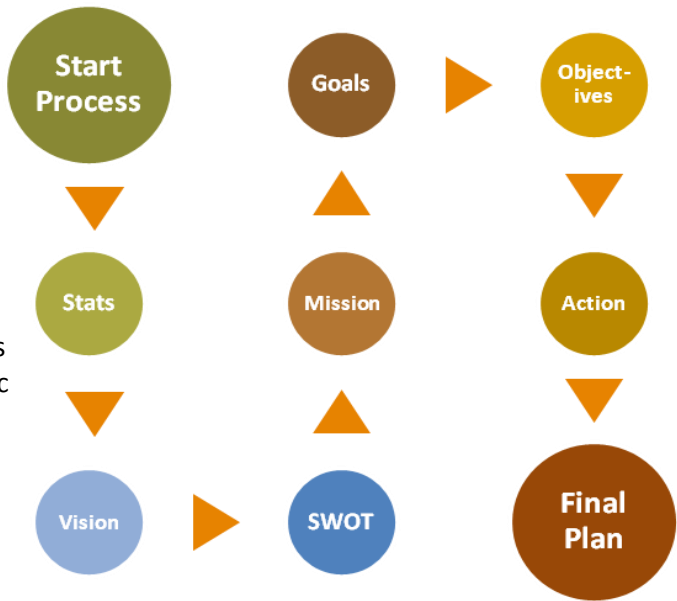 Start
Process
Stats
s
c
Vision
SWOT
Mission
Goals
Object-
ives
Action
Final
Plan